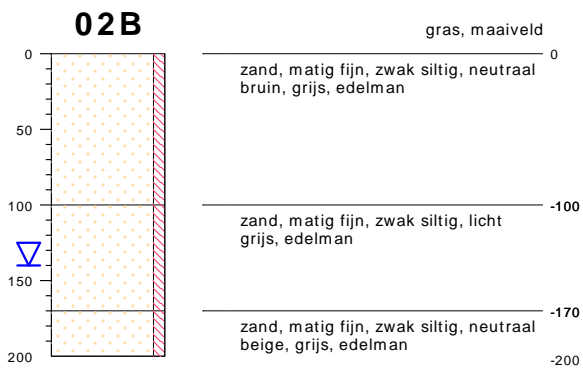 02B
gras, maaiveld
0
0
zand, matig fijn, zwak siltig, neutraal
bruin, grijs, edelman
50
100
-100
zand, matig fijn, zwak siltig, licht
grijs, edelman
150
-170
zand, matig fijn, zwak siltig, neutraal
beige, grijs, edelman
200
-200